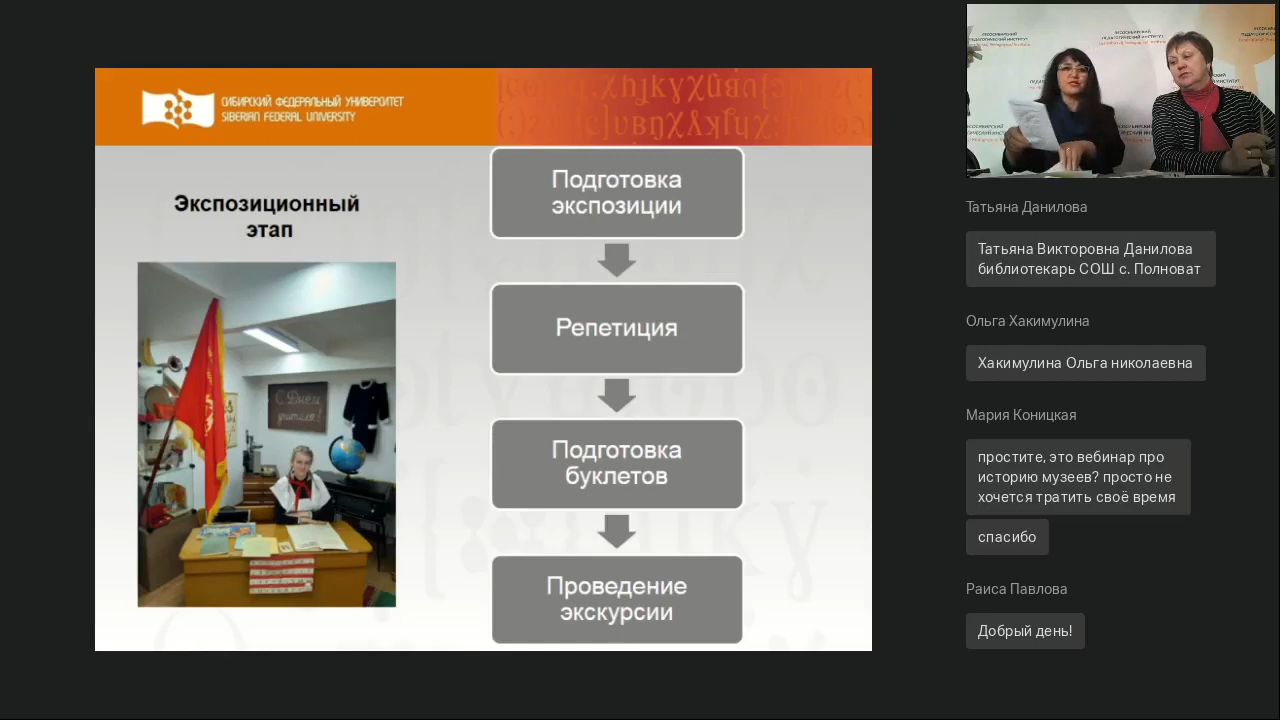 СИБИРСКИЙ ФЕДЕРАЛЬНЫЙ УНИВЕРСИТЕТ
SIBERIAN FEDERAL UNIVERSITY
Экспозиционный
этап
С Днём
учителя!
Подготовка
экспозиции
Репетиция
Подготовка
буклетов
Проведение
экскурсии
Татьяна Данилова
Татьяна Викторовна Данилова
библиотекарь СОШ с. Полноват
Ольга Хакимулина
Хакимулина Ольга николаевна
Мария Коницкая
простите, это вебинар про
историю музеев? просто не
хочется тратить своё время
спасибо
Раиса Павлова
Добрый день!